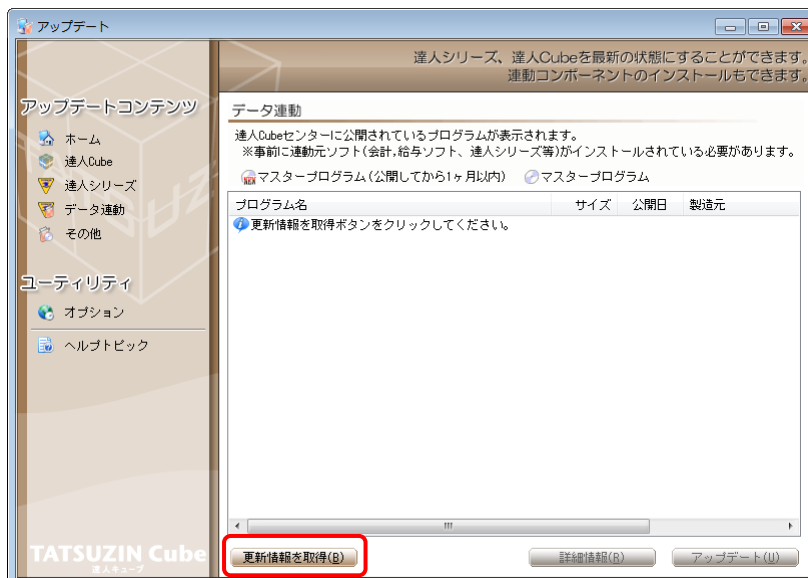 アップデート
達人シリーズ、達人Cubeを最新の状態にすることができます。
連動コンポーネントのインストールもできます。
アップデートコンテンツ
ホーム
達人Cube
達人シリーズ
データ連動
その他
ユーティリティ
オプション
ヘルプトピック
TATSUZIN Cube
達人キューブ
データ連動
達人Cubeセンターに公開されているプログラムが表示されます。
※事前に連動元ソフト(会計,給与ソフト、達人シリーズ等)がインストールされている必要があります。
マスタープログラム(公開してから1ヶ月以内) マスタープログラム
プログラム名 サイズ 公開日 製造元
更新情報を取得ボタンをクリックしてください。
更新情報を取得(B) 詳細情報(R) アップデート(U)